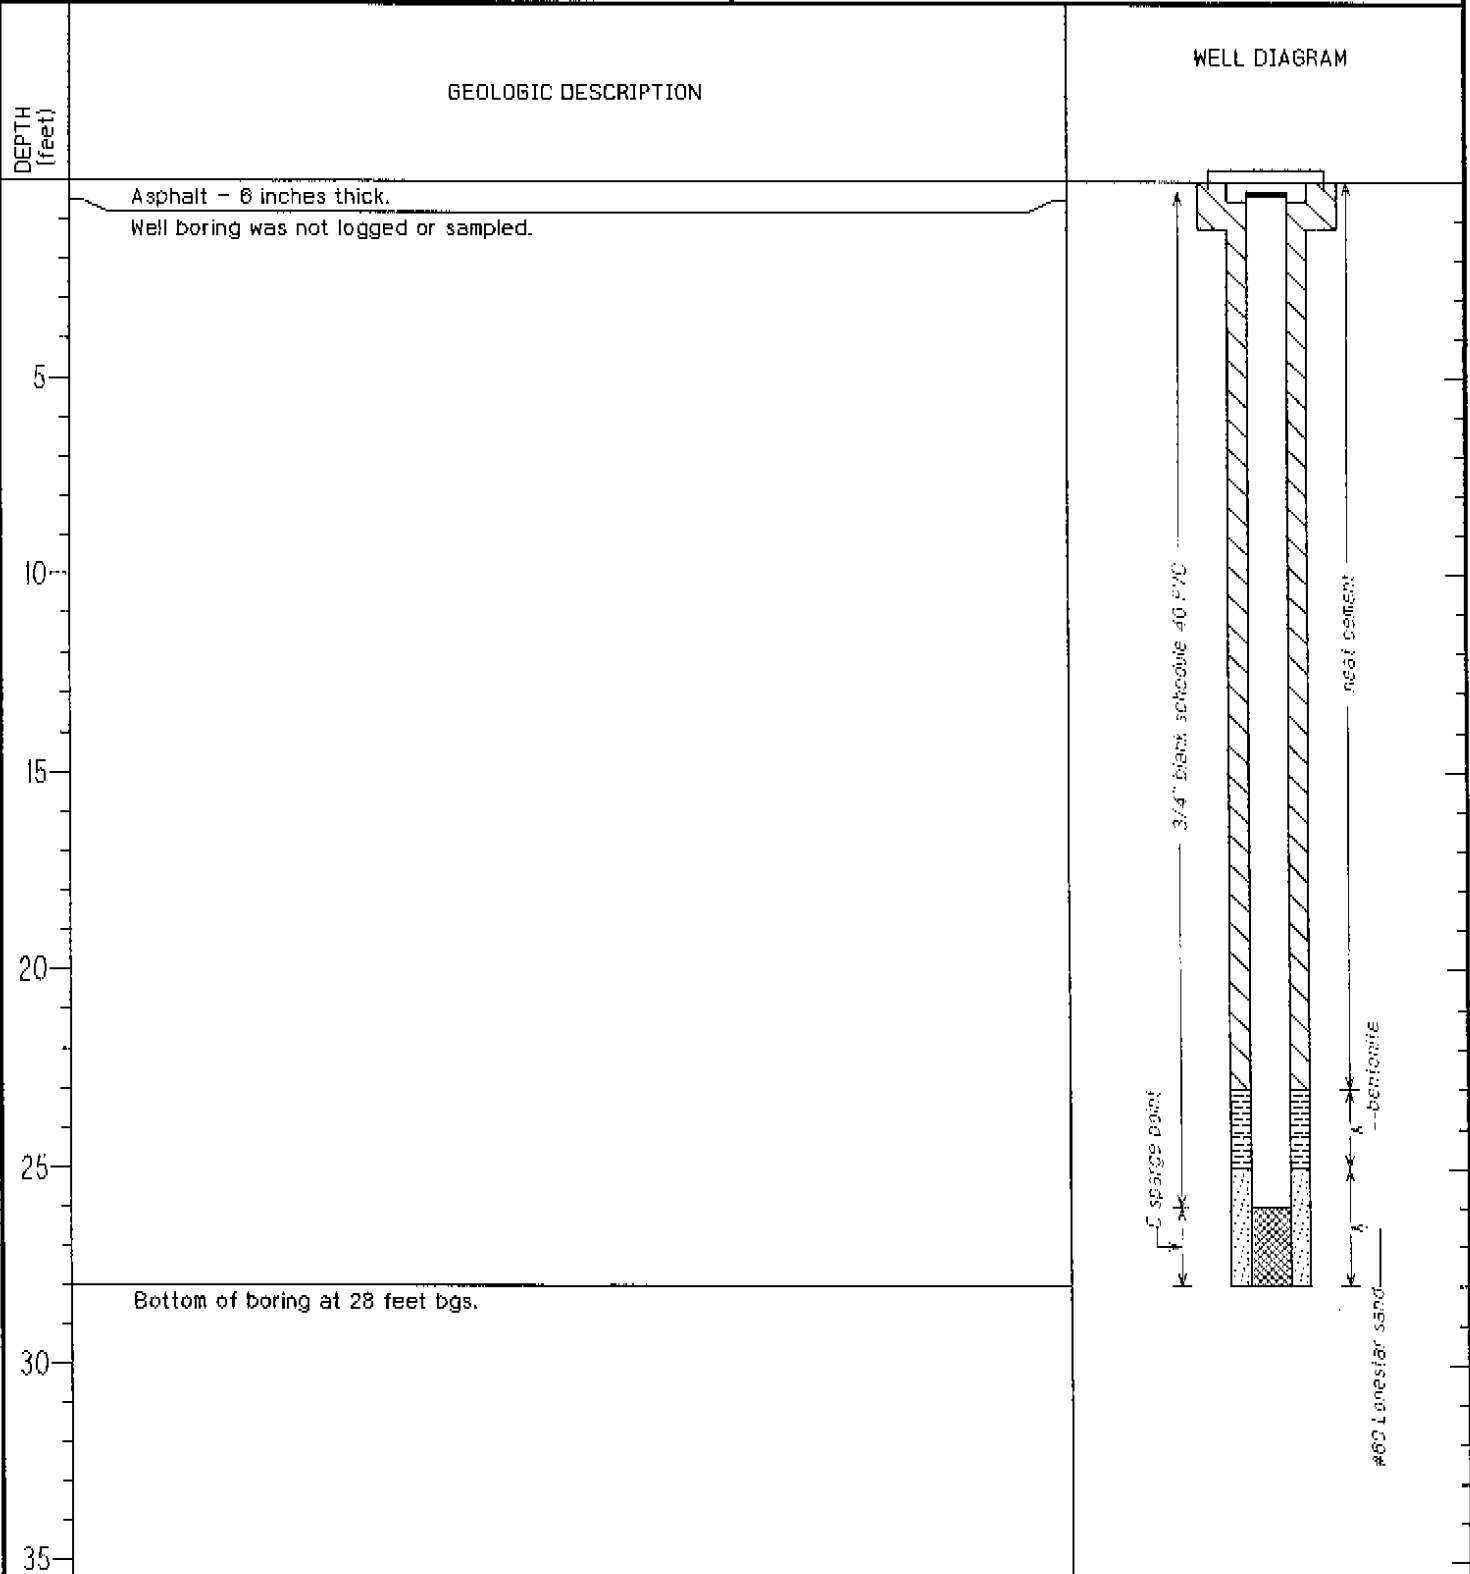 DEPTH
(feet)
GEOLOGIC DESCRIPTION
WELL DIAGRAM
Asphalt - 6 inches thick.
Well boring was not logged or sampled.
5
10
15
20
25
30
35
3/4" blank schedule 40 PVC
neat cement
bentonite
sparge point
#60 Lonestar sand
Bottom of boring at 28 feet bgs.